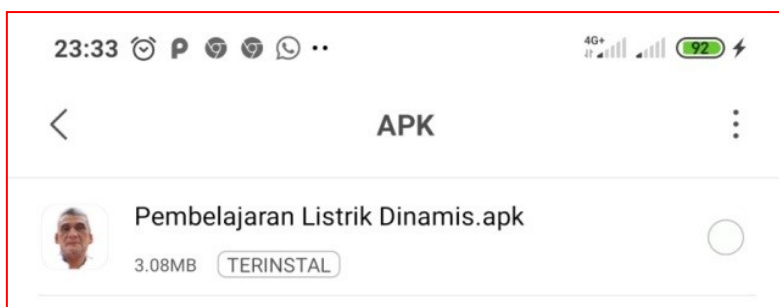 23:33 4G+ 92
APK
Pembelajaran Listrik Dinamis.apk
3.08MB TERINSTAL